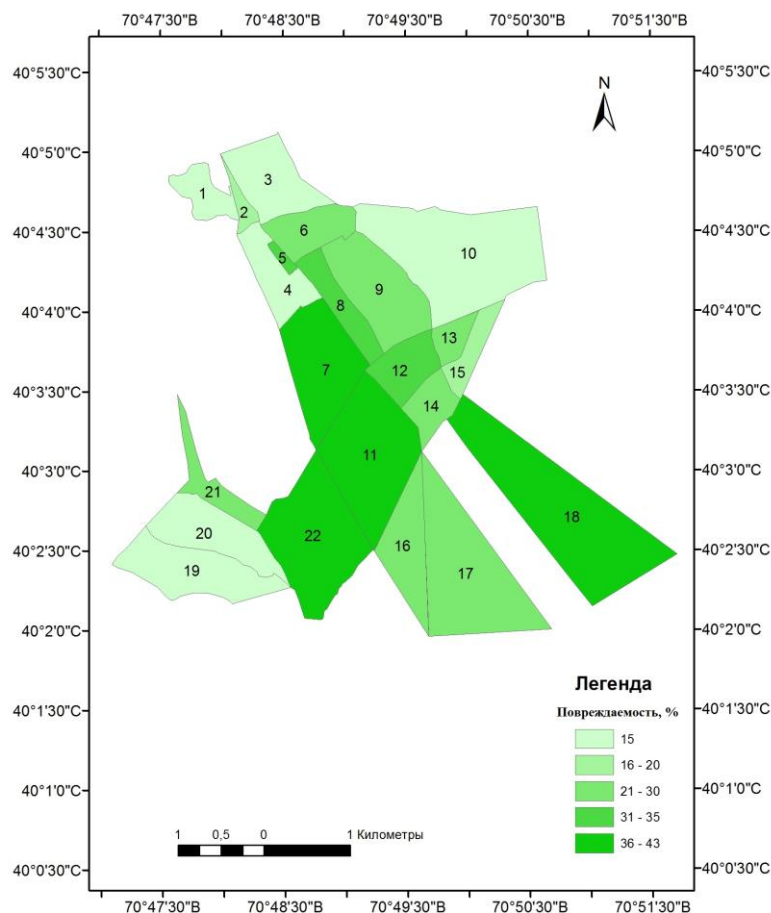 70°47'30"В 70°48'30"В 70°49'30"В 70°50'30"В 70°51'30"В
40°5'30"С 40°5'30"С
N
40°5'0"С 40°5'0"С
3
1
2
40°4'30"С 6 40°4'30"С
10
5
4 9
40°4'0"С 8 40°4'0"С
13
7 12 15
40°3'30"С 40°3'30"С
14
11
40°3'0"С 40°3'0"С
21
18
20 22
40°2'30"С 16 40°2'30"С
19 17
40°2'0"С 40°2'0"С
Легенда
Повреждаемость, %
40°1'30"С 40°1'30"С
15
16 - 20
40°1'0"С 21 - 30 40°1'0"С
31 - 35
1 0,5 0 1 Километры
36 - 43
40°0'30"С 40°0'30"С
70°47'30"В 70°48'30"В 70°49'30"В 70°50'30"В 70°51'30"В